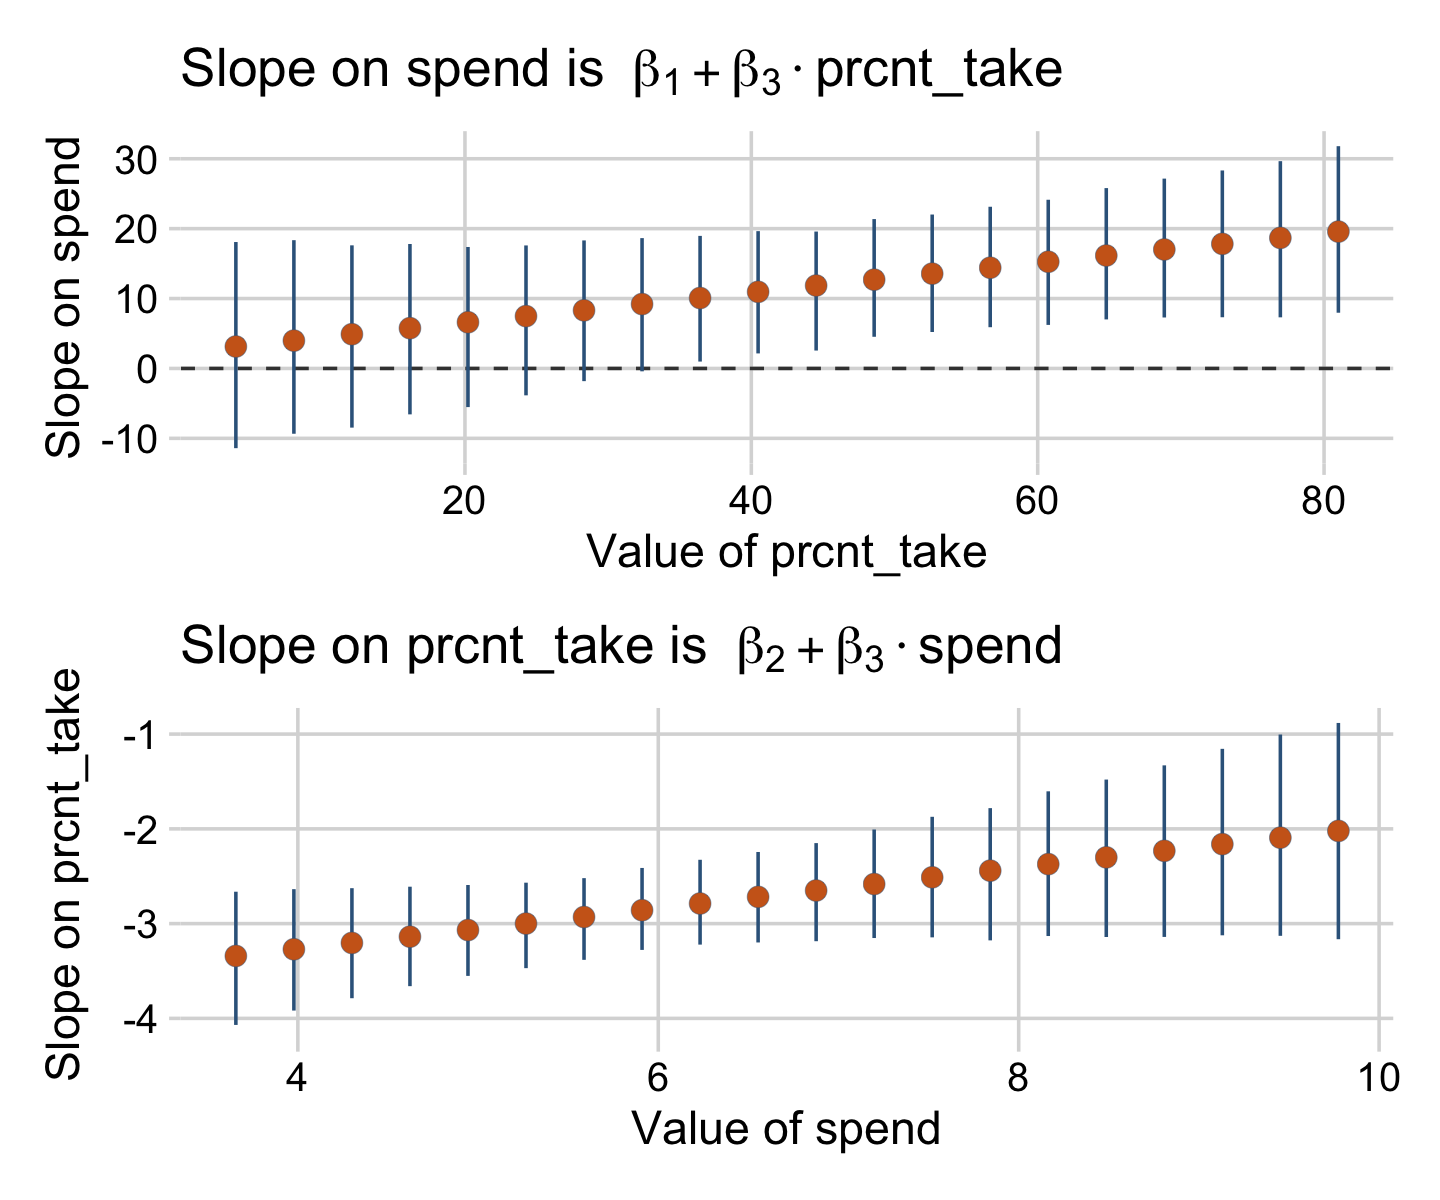 Slope on spend is β₁ + β₃ · prcnt_take
Slope on spend
30
20
10
0
-10
20 40 60 80
Value of prcnt_take
Slope on prcnt_take is β₂ + β₃ · spend
Slope on prcnt_take
-1
-2
-3
-4
4 6 8 10
Value of spend